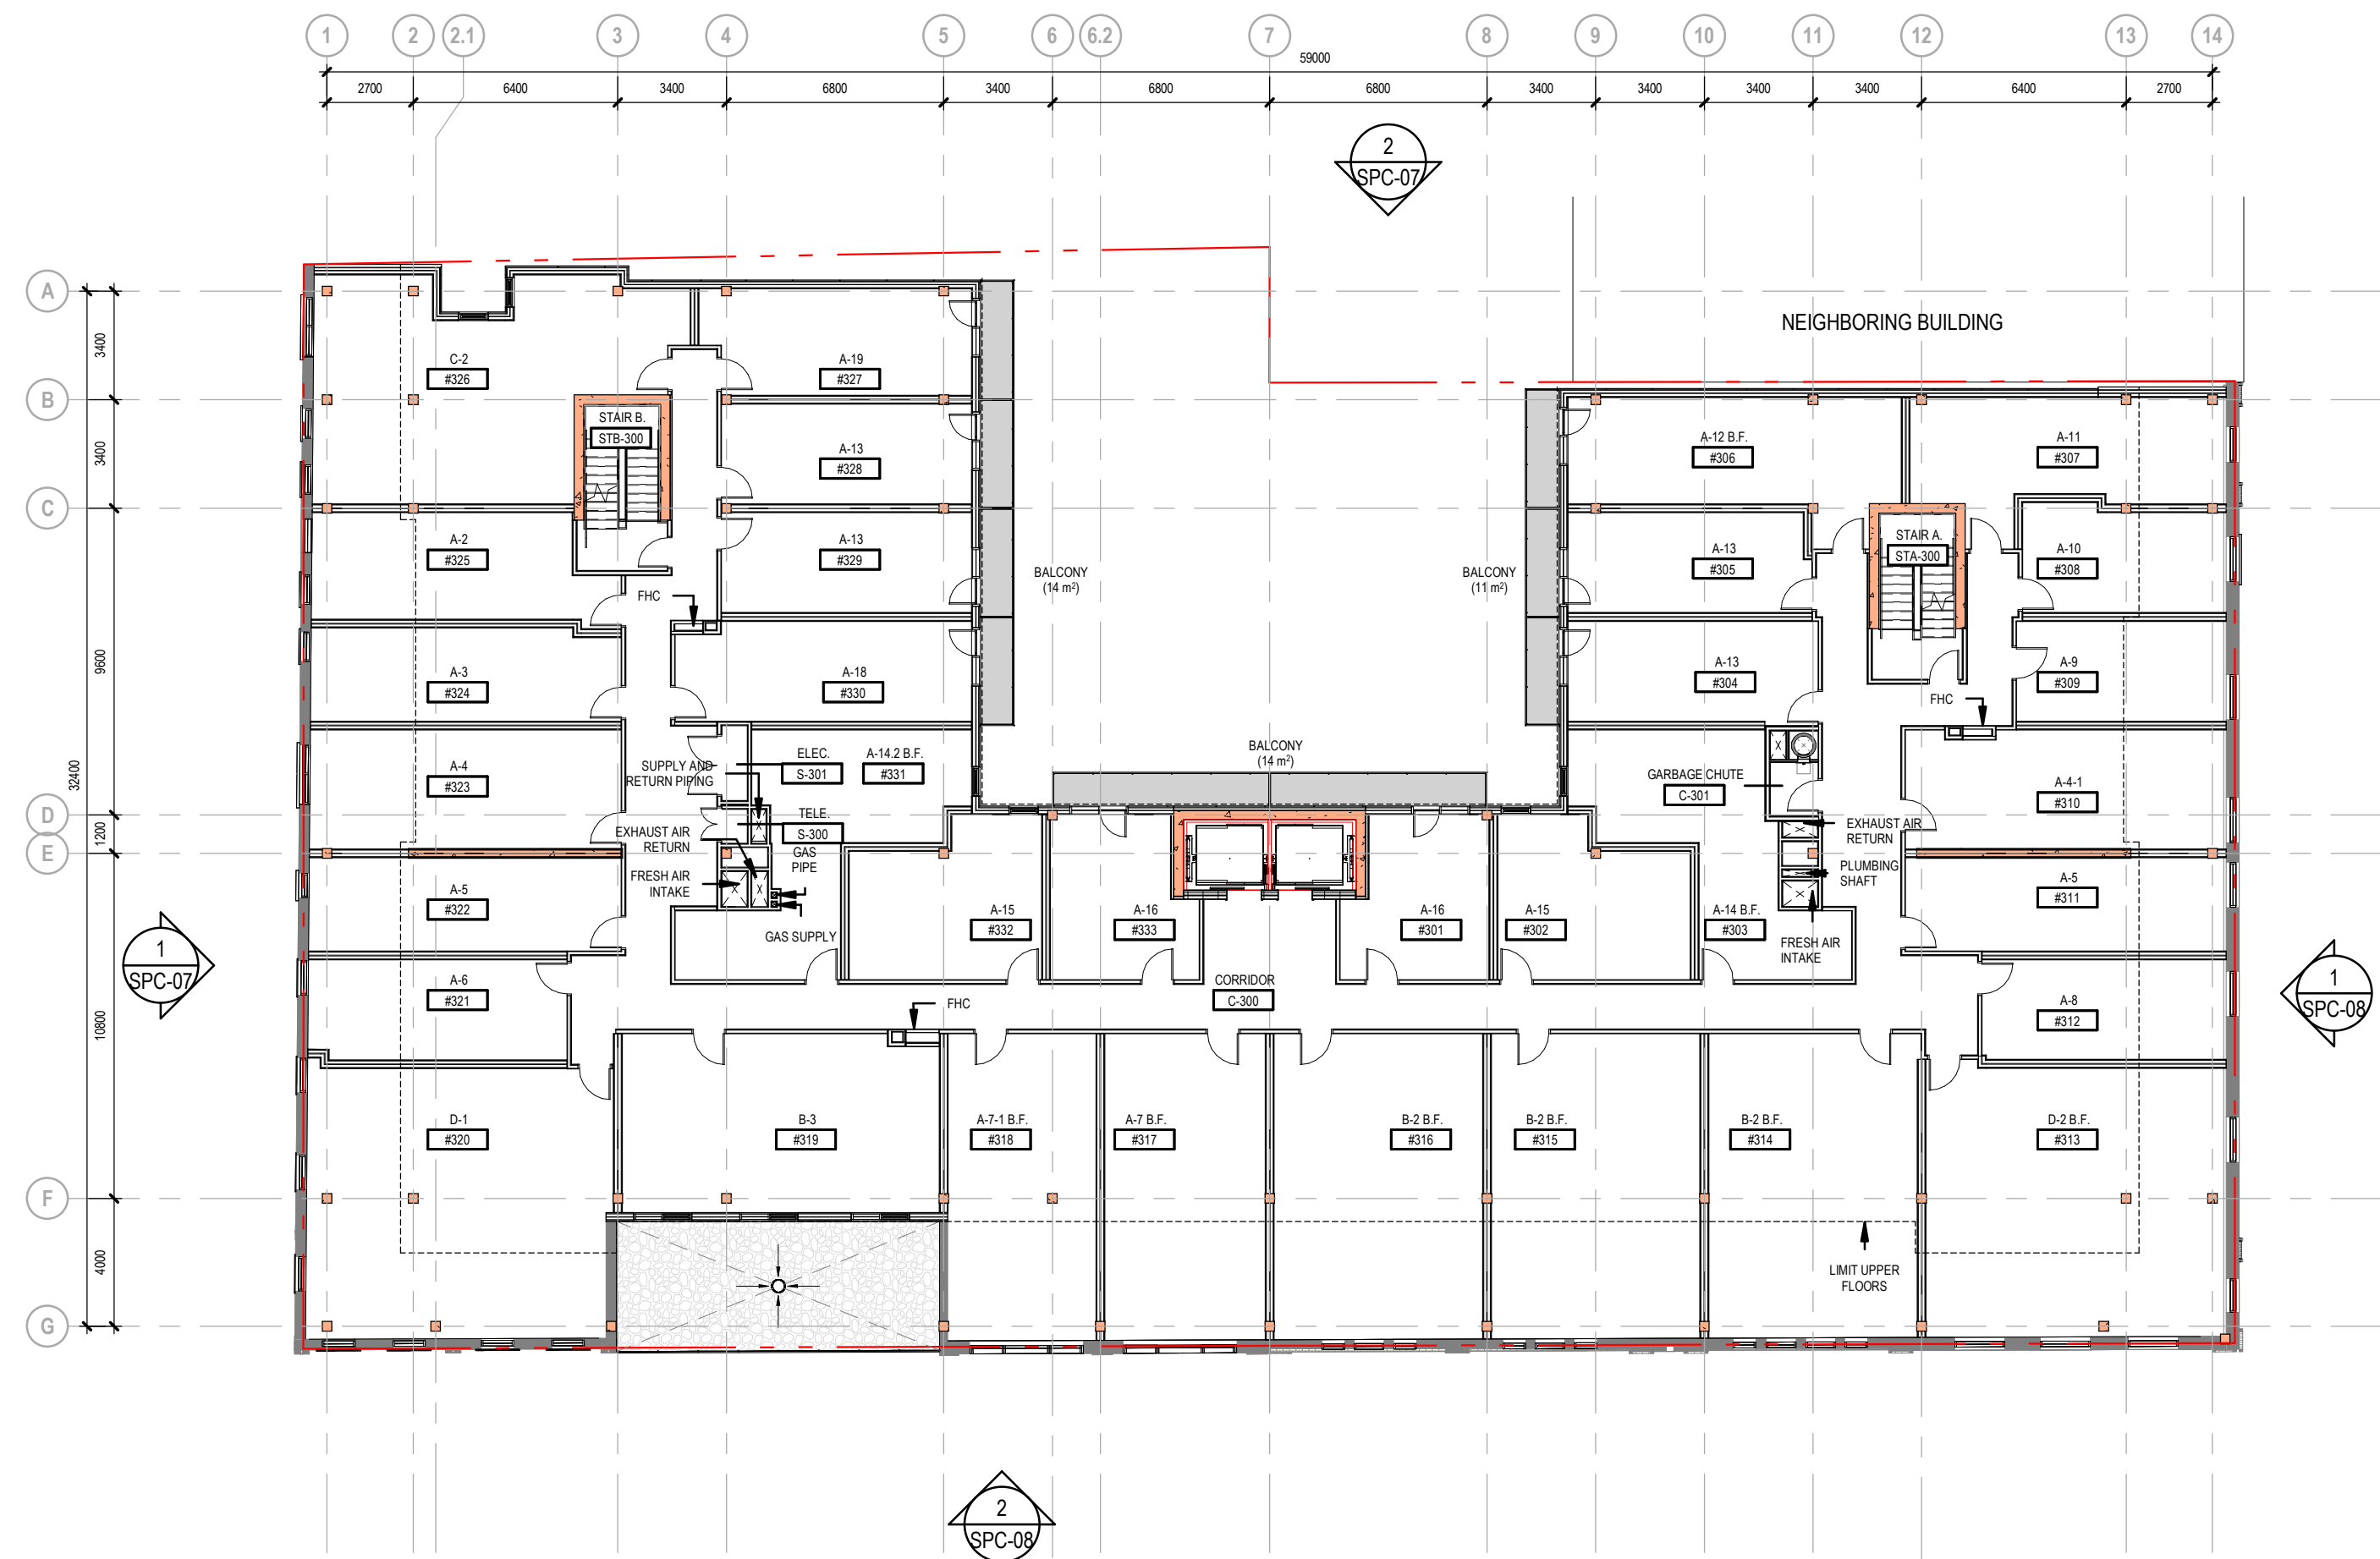 1 2 2.1 3 4 5 6 6.2 7 8 9 10 11 12 13 14
59000
2700 6400 3400 6800 3400 6800 6800 3400 3400 3400 3400 6400 2700
2
SPC-07
A
B
C
D
E
F
G
3400
3400
9600
32400
1200
10800
4000
NEIGHBORING BUILDING
C-2
#326
A-19
#327
STAIR B.
STB-300
A-13
#328
A-12 B.F.
#306
A-11
#307
A-2
#325
A-13
#329
A-13
#305
STAIR A.
STA-300
A-10
#308
BALCONY
(14 m²)
BALCONY
(11 m²)
FHC
A-3
#324
A-18
#330
A-13
#304
A-9
#309
FHC
BALCONY
(14 m²)
A-4
#323
SUPPLY AND
RETURN PIPING
ELEC.
S-301
A-14.2 B.F.
#331
GARBAGE CHUTE
C-301
A-4-1
#310
TELE.
S-300
EXHAUST AIR
RETURN
GAS
PIPE
EXHAUST AIR
RETURN
PLUMBING
SHAFT
FRESH AIR
INTAKE
A-5
#322
A-5
#311
A-15
#332
A-16
#333
A-16
#301
A-15
#302
A-14 B.F.
#303
GAS SUPPLY
FRESH AIR
INTAKE
1
SPC-07
1
SPC-08
A-6
#321
CORRIDOR
C-300
FHC
A-8
#312
D-1
#320
B-3
#319
A-7-1 B.F.
#318
A-7 B.F.
#317
B-2 B.F.
#316
B-2 B.F.
#315
B-2 B.F.
#314
D-2 B.F.
#313
LIMIT UPPER
FLOORS
2
SPC-08